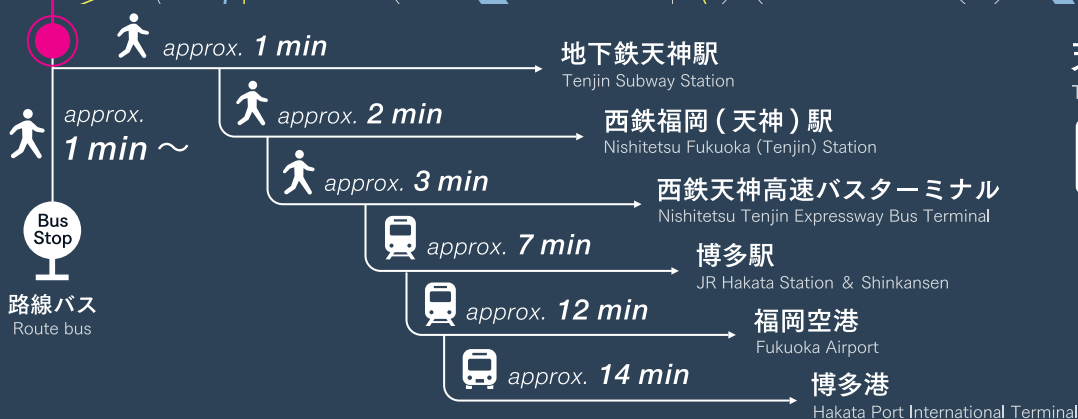 approx. 1 min
地下鉄天神駅
Tenjin Subway Station
approx.
1 min ～
approx. 2 min
西鉄福岡 ( 天神 ) 駅
Nishitetsu Fukuoka (Tenjin) Station
approx. 3 min
西鉄天神高速バスターミナル
Nishitetsu Tenjin Expressway Bus Terminal
Bus
Stop
路線バス
Route bus
approx. 7 min
博多駅
JR Hakata Station & Shinkansen
approx. 12 min
福岡空港
Fukuoka Airport
approx. 14 min
博多港
Hakata Port International Terminal